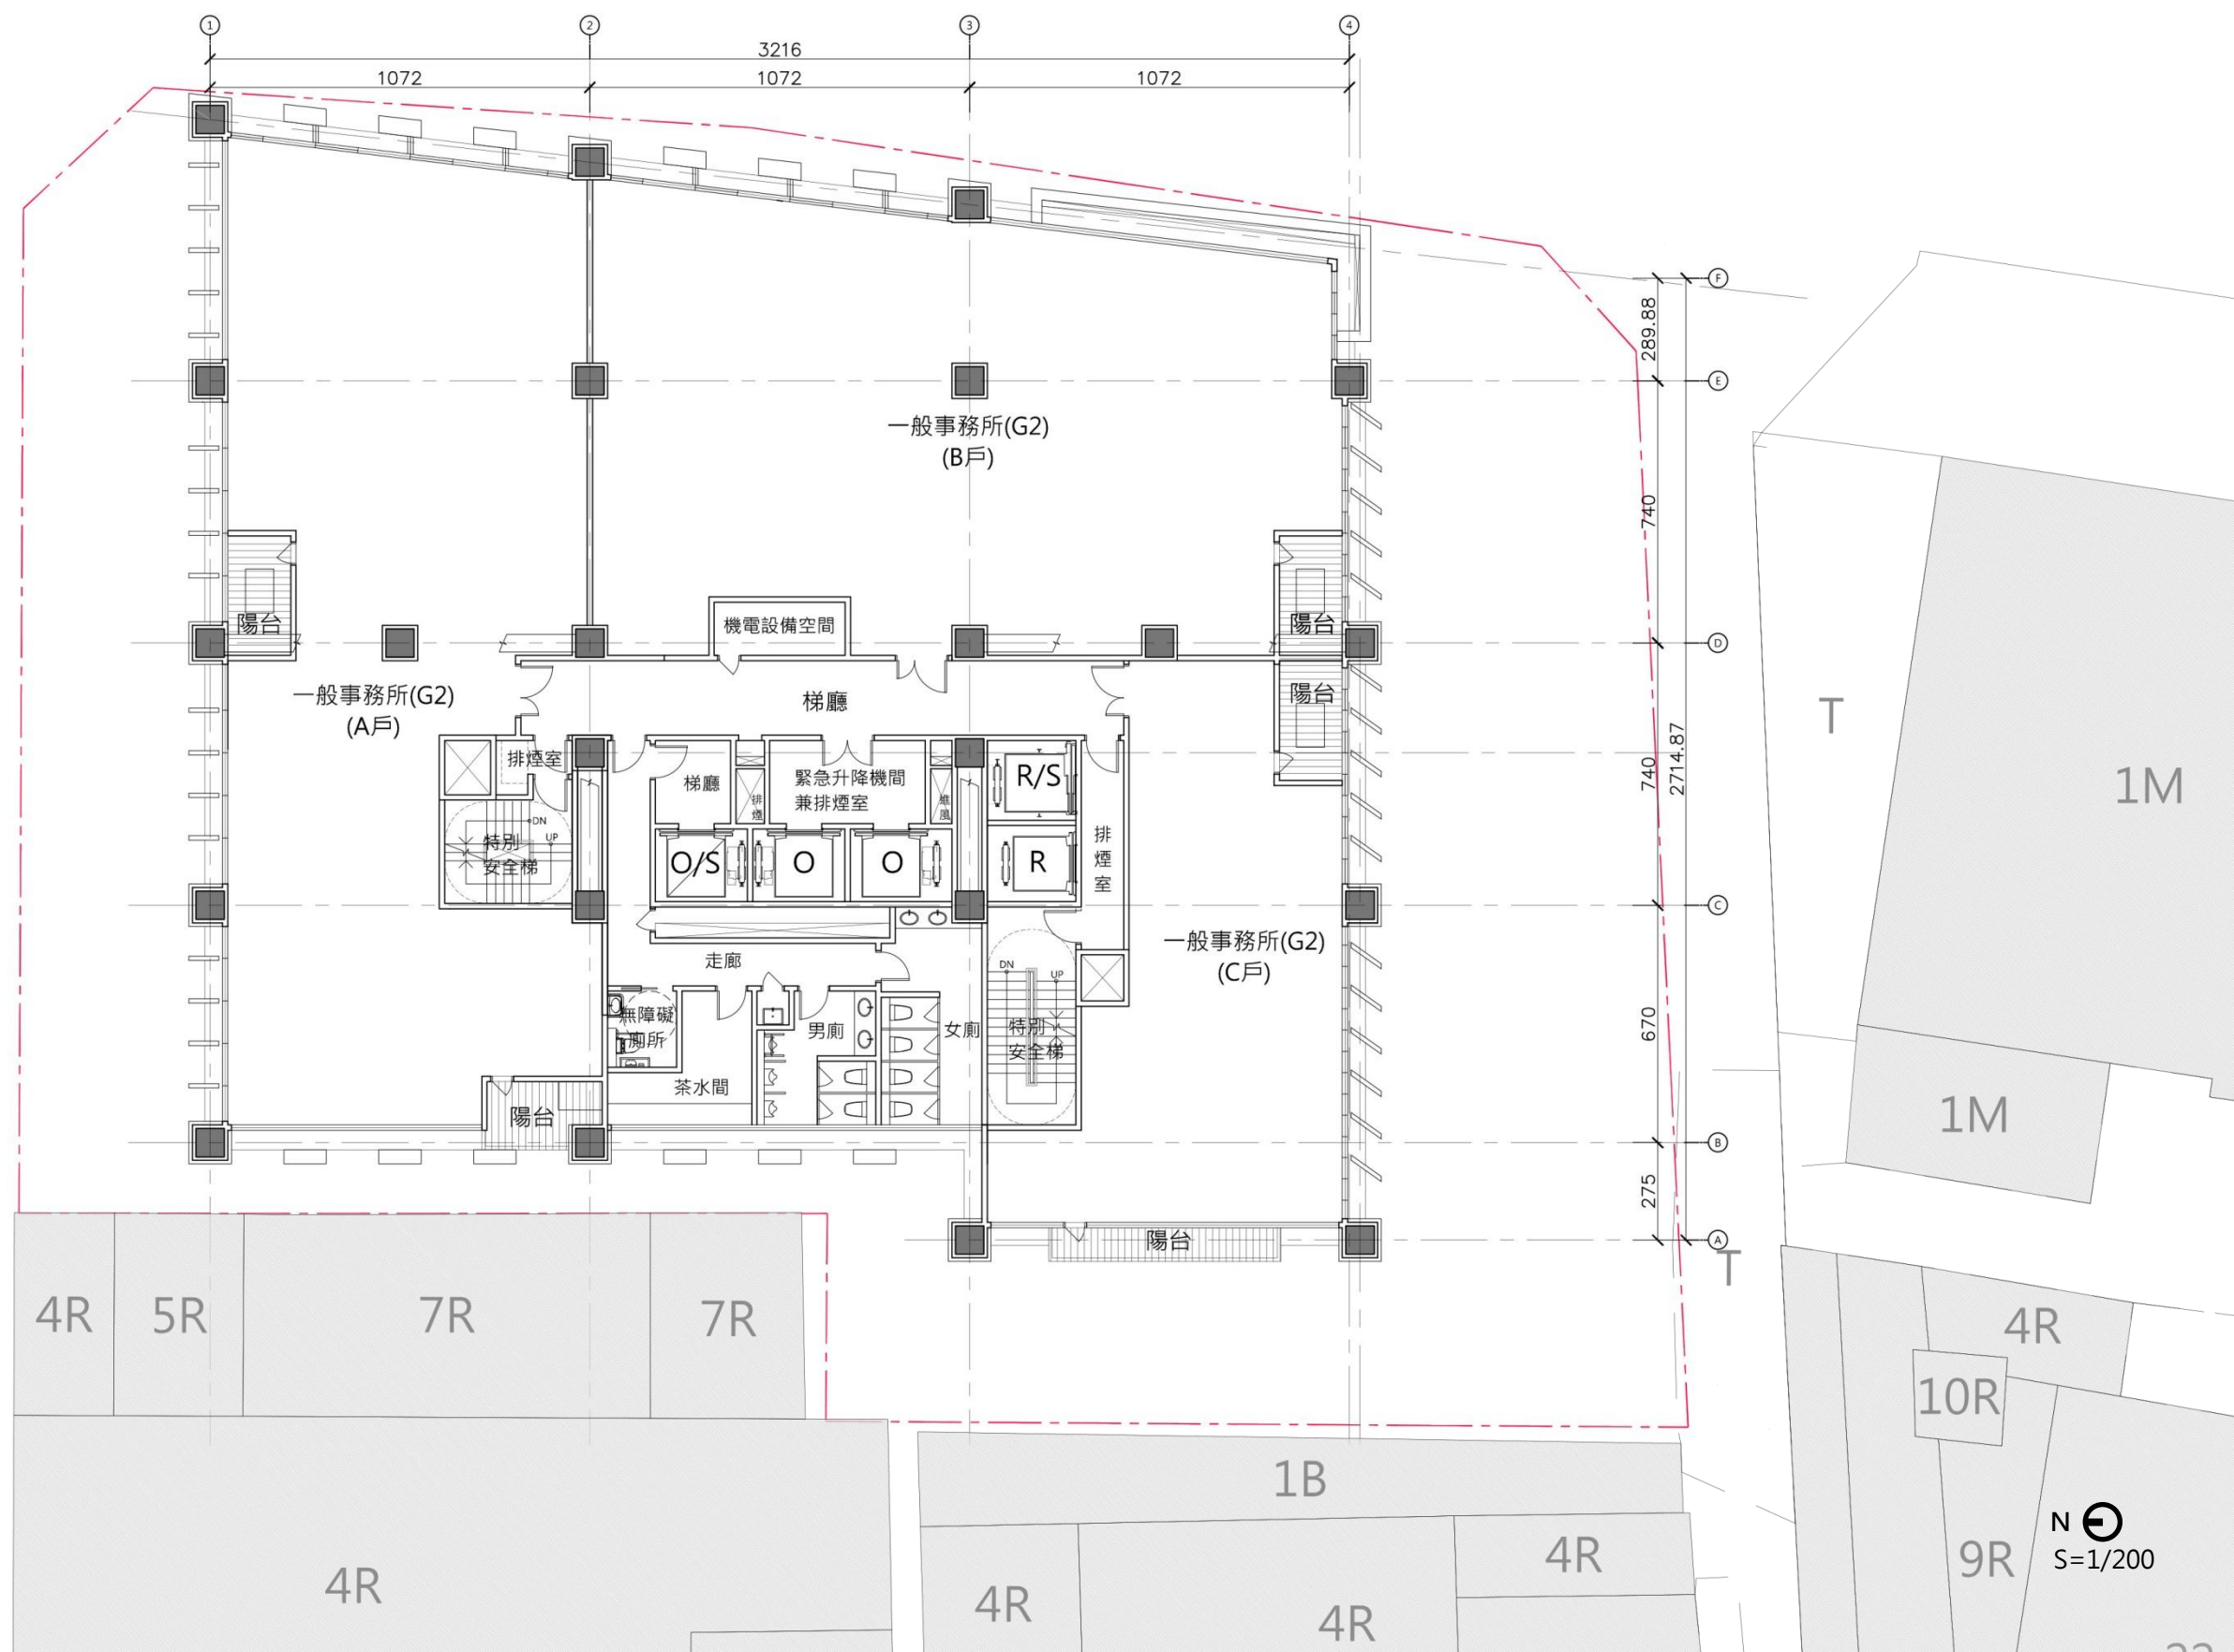 1
2
3
4
3216
1072
1072
1072
F
289.88
E
740
一般事務所(G2)
(B戶)
陽台
機電設備空間
陽台
D
一般事務所(G2)
(A戶)
梯廳
陽台
T
2714.87
740
1M
排煙室
梯廳
排煙
緊急升降機間
兼排煙室
R/S
DN
UP
特別
安全梯
O/S
O
O
R
排煙室
C
一般事務所(G2)
(C戶)
走廊
DN
UP
無障礙
廁所
男廁
女廁
特別
安全梯
670
茶水間
陽台
1M
B
275
陽台
A
T
4R
5R
7R
7R
4R
10R
1B
N
S=1/200
9R
4R
4R
4R
4R